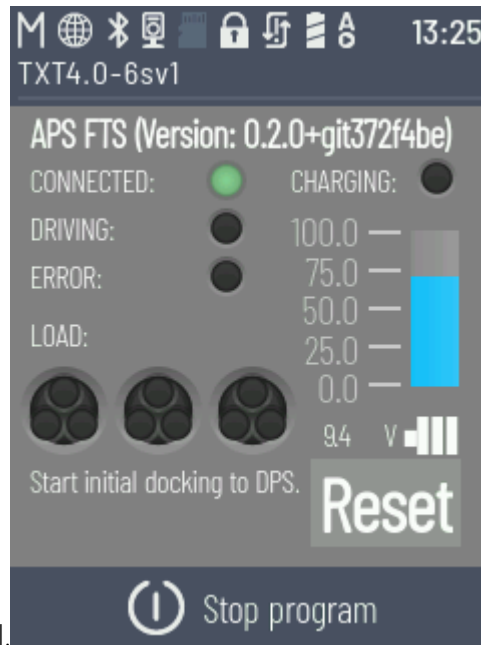 M 13:25
TXT4.0-6sv1
APS FTS (Version: 0.2.0+git372f4be)
CONNECTED: CHARGING:
DRIVING:
ERROR:
LOAD:
100.0
75.0
50.0
25.0
0.0
9.4 V
Start initial docking to DPS.
Reset
Stop program